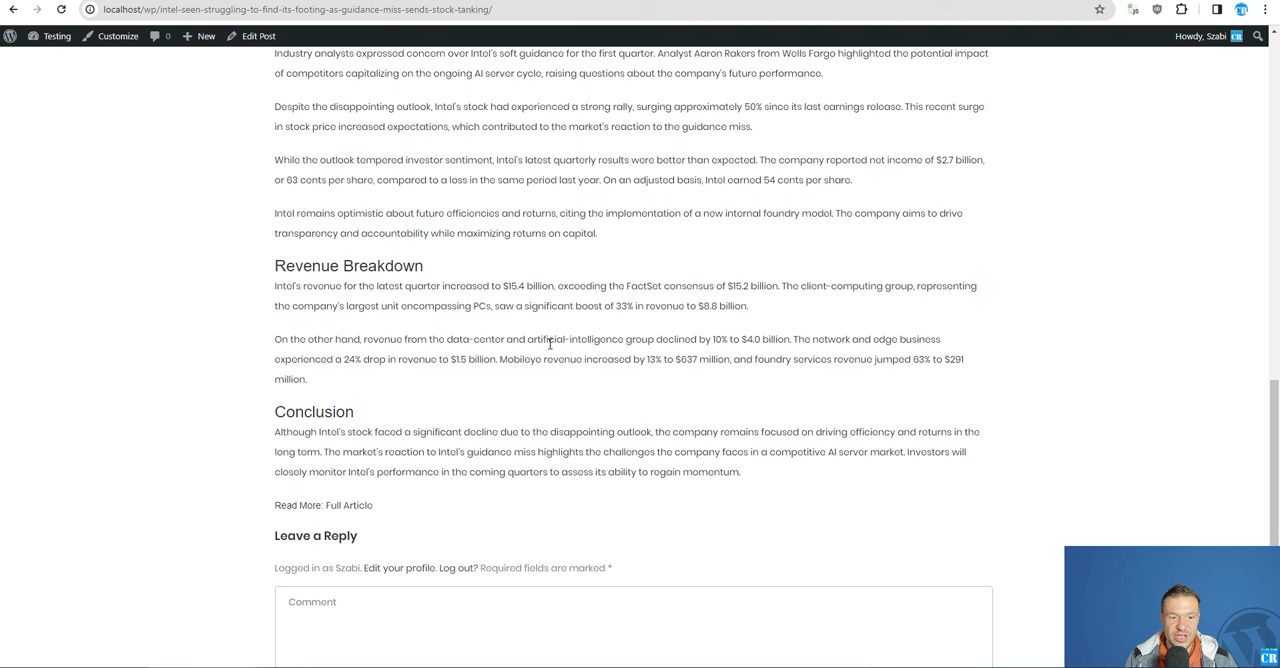 localhost/wp/intel-seen-struggling-to-find-its-footing-as-guidance-miss-sends-stock-tanking/
Testing Customize 0 New Edit Post Howdy, Szabi
Industry analysts expressed concern over Intel's soft guidance for the first quarter. Analyst Aaron Rakers from Wells Fargo highlighted the potential impact
of competitors capitalizing on the ongoing AI server cycle, raising questions about the company's future performance.
Despite the disappointing outlook, Intel's stock had experienced a strong rally, surging approximately 50% since its last earnings release. This recent surge
in stock price increased expectations, which contributed to the market's reaction to the guidance miss.
While the outlook tempered investor sentiment, Intel's latest quarterly results were better than expected. The company reported net income of $2.7 billion,
or 63 cents per share, compared to a loss in the same period last year. On an adjusted basis, Intel earned 54 cents per share.
Intel remains optimistic about future efficiencies and returns, citing the implementation of a new internal foundry model. The company aims to drive
transparency and accountability while maximizing returns on capital.
Revenue Breakdown
Intel's revenue for the latest quarter increased to $15.4 billion, exceeding the FactSet consensus of $15.2 billion. The client-computing group, representing
the company's largest unit encompassing PCs, saw a significant boost of 33% in revenue to $8.8 billion.
On the other hand, revenue from the data-center and artificial-intelligence group declined by 10% to $4.0 billion. The network and edge business
experienced a 24% drop in revenue to $1.5 billion. Mobileye revenue increased by 13% to $637 million, and foundry services revenue jumped 63% to $291
million.
Conclusion
Although Intel's stock faced a significant decline due to the disappointing outlook, the company remains focused on driving efficiency and returns in the
long term. The market's reaction to Intel's guidance miss highlights the challenges the company faces in a competitive AI server market. Investors will
closely monitor Intel's performance in the coming quarters to assess its ability to regain momentum.
Read More: Full Article
Leave a Reply
Logged in as Szabi. Edit your profile. Log out? Required fields are marked *
Comment
CR